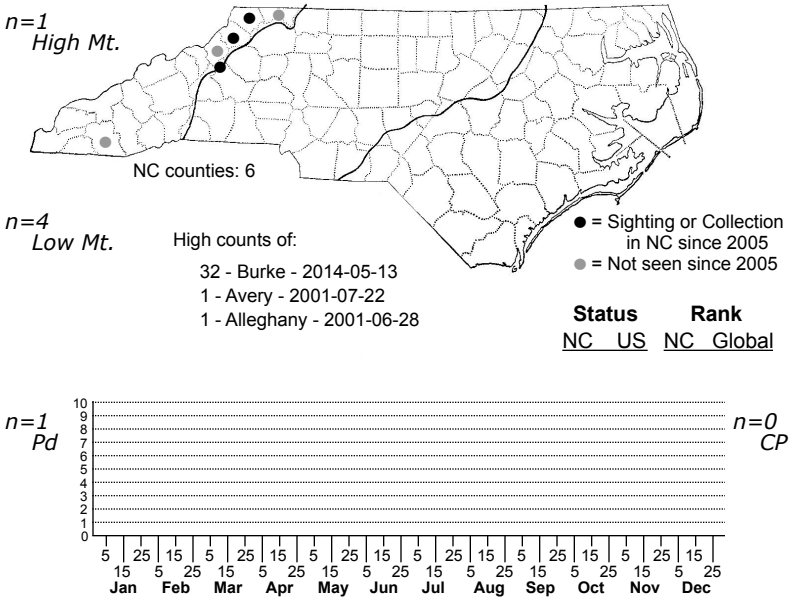 n=1
High Mt.
NC counties: 6
n=4
Low Mt.
High counts of:
32 - Burke - 2014-05-13
1 - Avery - 2001-07-22
1 - Alleghany - 2001-06-28
= Sighting or Collection
in NC since 2005
= Not seen since 2005
Status Rank
NC US NC Global
n=1
Pd
n=0
CP
10
9
8
7
6
5
4
3
2
1
0
5 25 15 5 25 15 5 25 15 5 25 15 5 25 15 5 25 15
15 5 25 15 5 25 15 5 25 15 5 25 15 5 25 15 5 25
Jan Feb Mar Apr May Jun Jul Aug Sep Oct Nov Dec